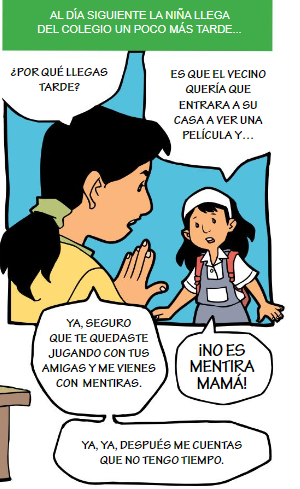 AL DÍA SIGUIENTE LA NIÑA LLEGA
DEL COLEGIO UN POCO MÁS TARDE...
¿POR QUÉ LLEGAS
TARDE?
ES QUE EL VECINO
QUERÍA QUE
ENTRARA A SU
CASA A VER UNA
PELÍCULA Y...
YA, SEGURO
QUE TE QUEDASTE
JUGANDO CON TUS
AMIGAS Y ME VIENES
CON MENTIRAS.
¡NO ES
MENTIRA
MAMÁ!
YA, YA, DESPUÉS ME CUENTAS
QUE NO TENGO TIEMPO.